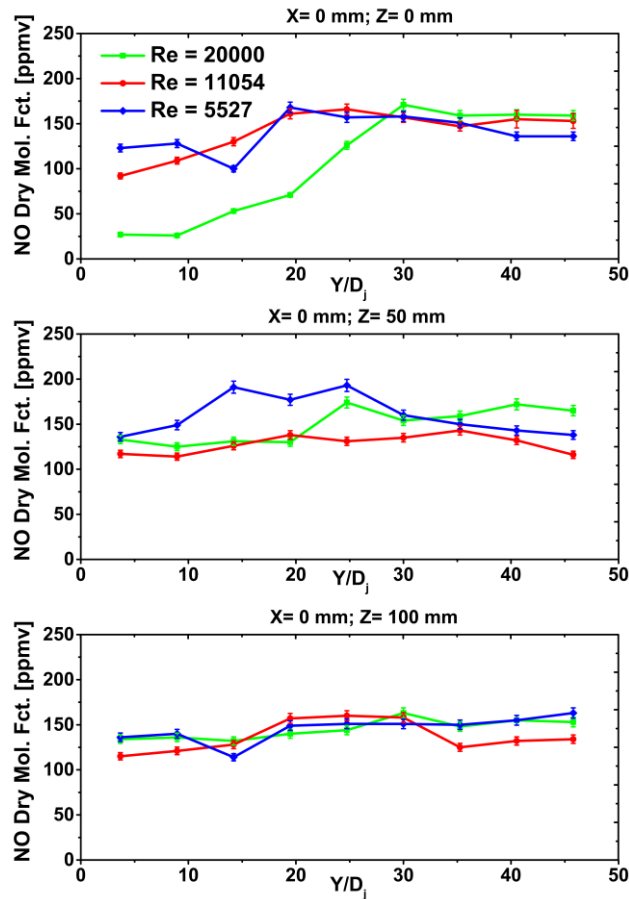 X= 0 mm; Z= 0 mm
NO Dry Mol. Fct. [ppmv]
250
200
150
100
50
0
Re = 20000
Re = 11054
Re = 5527
0 10 20 30 40 50
Y/Dj
X= 0 mm; Z= 50 mm
NO Dry Mol. Fct. [ppmv]
250
200
150
100
50
0
0 10 20 30 40 50
Y/Dj
X= 0 mm; Z= 100 mm
NO Dry Mol. Fct. [ppmv]
250
200
150
100
50
0
0 10 20 30 40 50
Y/Dj